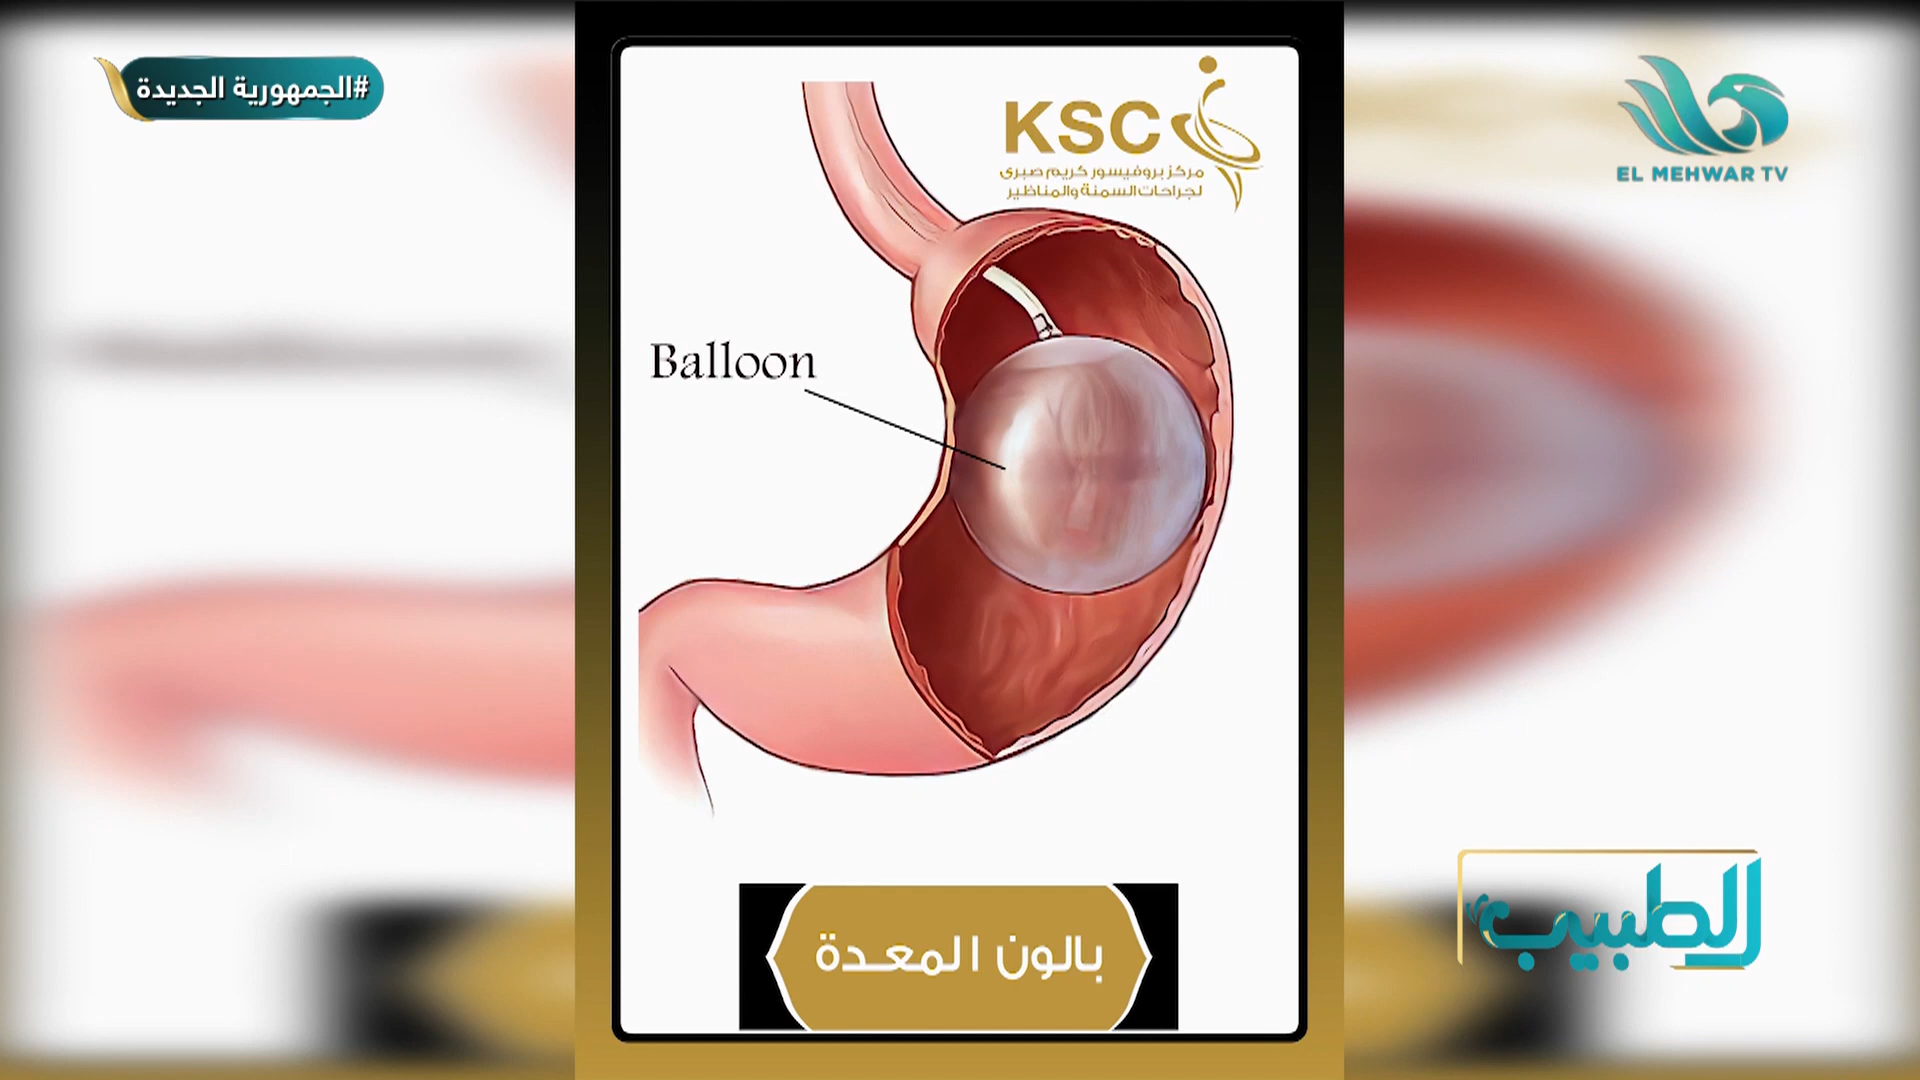 #الجمهورية الجديدة
KSC
مركز بروفيسور كريم صبرى
لجراحات السمنة والمناظير
EL MEHWAR TV
Balloon
بالون المعدة
الطبيب